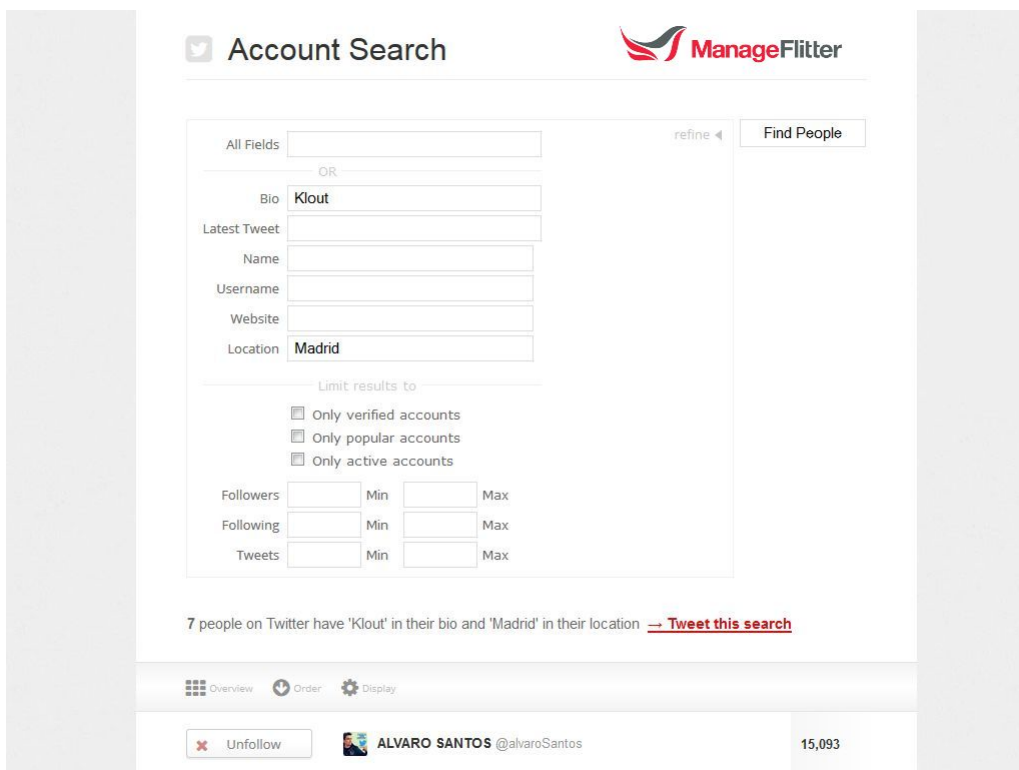 Account Search
ManageFlitter
All Fields
refine
Find People
OR
Bio Klout
Latest Tweet
Name
Username
Website
Location Madrid
Limit results to
Only verified accounts
Only popular accounts
Only active accounts
Followers Min Max
Following Min Max
Tweets Min Max
7 people on Twitter have 'Klout' in their bio and 'Madrid' in their location → Tweet this search
Overview Order Display
Unfollow ALVARO SANTOS @alvaroSantos 15,093